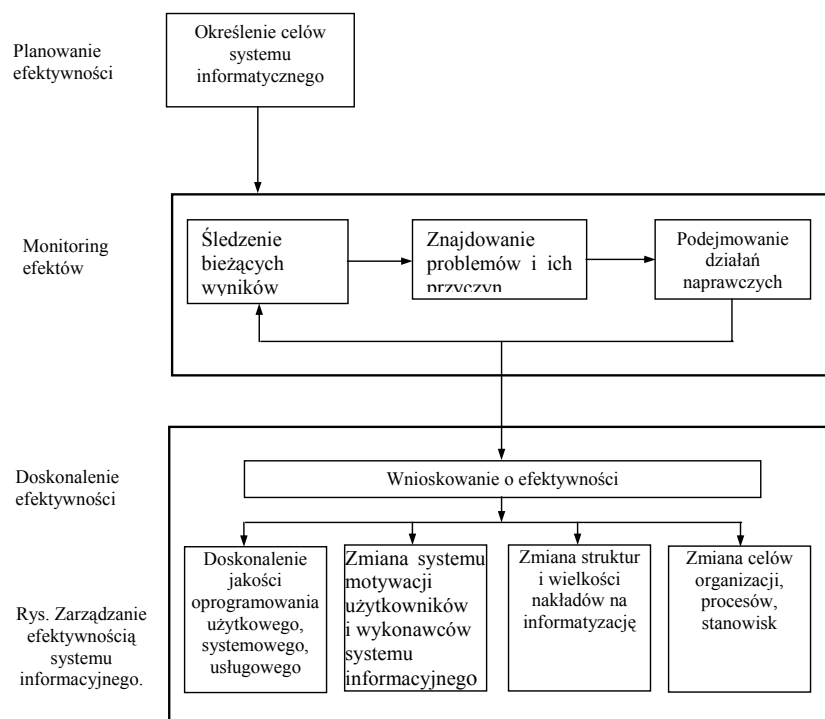 Planowanie
efektywności
Określenie celów
systemu
informatycznego
Monitoring
efektów
Śledzenie
bieżących
wyników
Znajdowanie
problemów i ich
przyczyn
Podejmowanie
działań
naprawczych
Doskonalenie
efektywności
Wnioskowanie o efektywności
Doskonalenie
jakości
oprogramowania
użytkowego,
systemowego,
usługowego
Zmiana systemu
motywacji
użytkowników
i wykonawców
systemu
informacyjnego
Zmiana struktur
i wielkości
nakładów na
informatyzację
Zmiana celów
organizacji,
procesów,
stanowisk
Rys. Zarządzanie
efektywnością
systemu
informacyjnego.